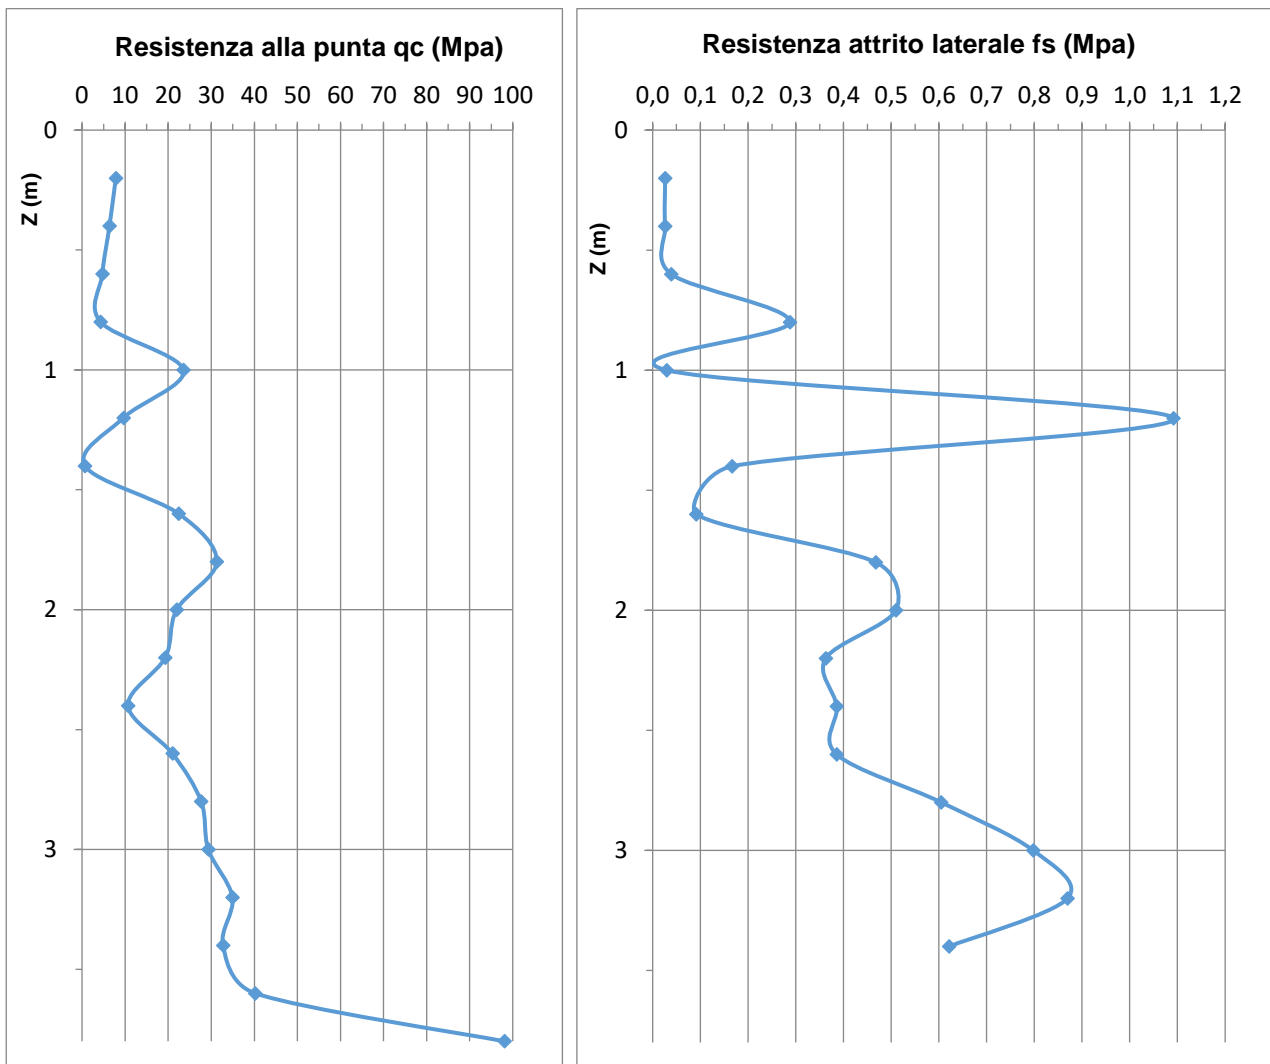 Resistenza alla punta qc (Mpa)
0 10 20 30 40 50 60 70 80 90 100
0
Z (m)
1
2
3
Resistenza attrito laterale fs (Mpa)
0,0 0,1 0,2 0,3 0,4 0,5 0,6 0,7 0,8 0,9 1,0 1,1 1,2
0
Z (m)
1
2
3